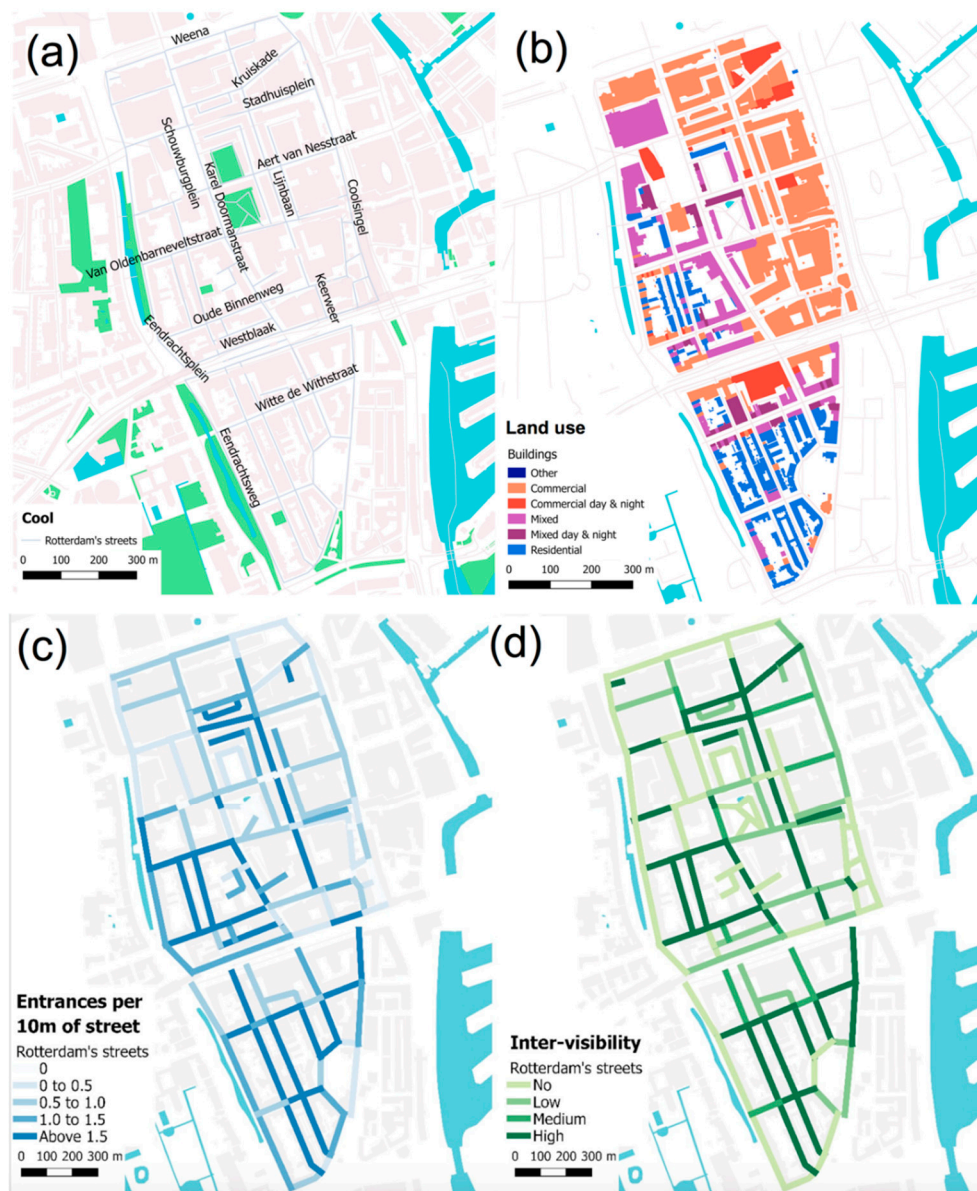 (a)
Weena
Kruiskade
Stadhuisplein
Schouwburgplein
Aert van Nesstraat
Karel Doormanstraat
Lijnbaan
Coolsingel
Van Oldenbarneveltstraat
Oude Binnenweg
Keerweer
Westblaak
Eendrachtsplein
Witte de Withstraat
Eendrachtsweg
Cool
Rotterdam's streets
0 100 200 300 m
(b)
Land use
Buildings
Other
Commercial
Commercial day & night
Mixed
Mixed day & night
Residential
0 100 200 300 m
(c)
Entrances per
10m of street
Rotterdam's streets
0
0 to 0.5
0.5 to 1.0
1.0 to 1.5
Above 1.5
0 100 200 300 m
(d)
Inter-visibility
Rotterdam's streets
No
Low
Medium
High
0 100 200 300 m